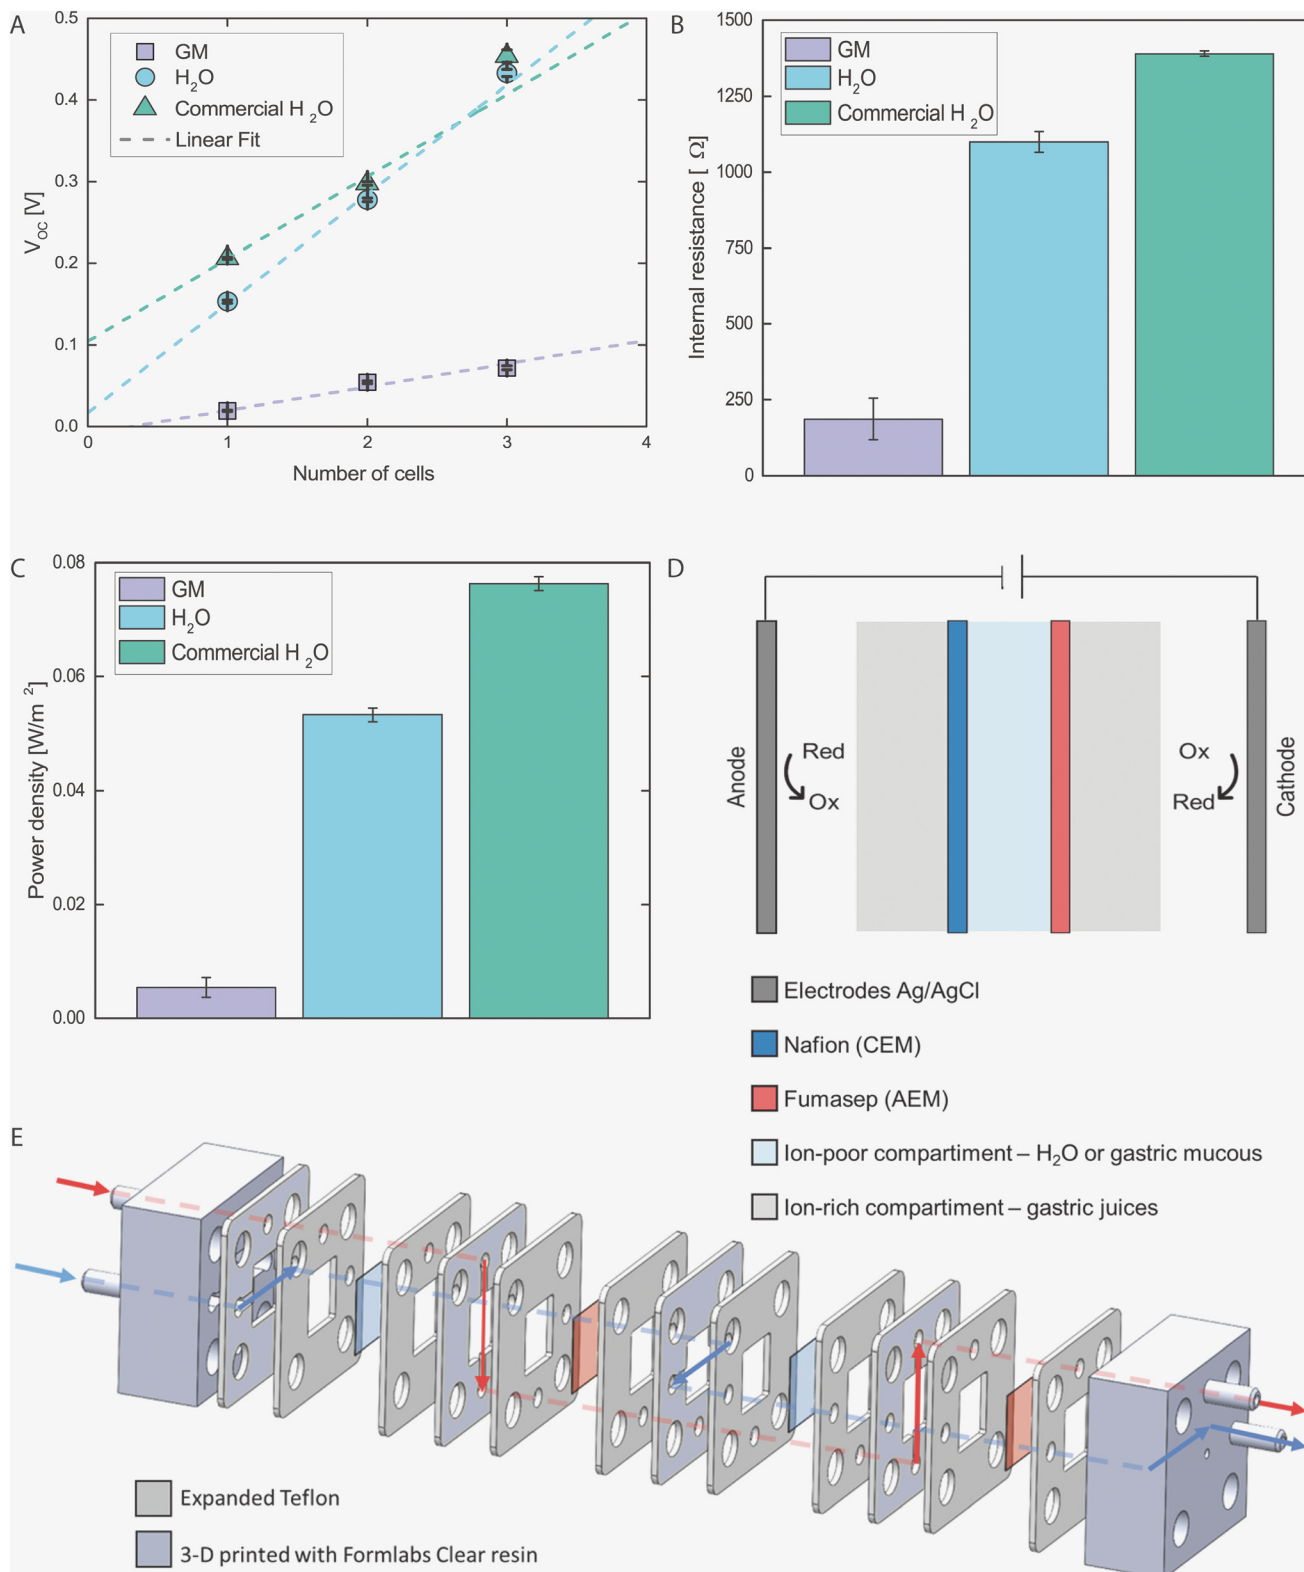 A
0.5
0.4
0.3
0.2
0.1
0.0
V_OC [V]
GM
H2O
Commercial H2O
Linear Fit
0 1 2 3 4
Number of cells
B
1500
1250
1000
750
500
250
0
Internal resistance [ Ω]
GM
H2O
Commercial H2O
C
0.08
0.06
0.04
0.02
0.00
Power density [W/m²]
GM
H2O
Commercial H2O
D
Anode
Red
Ox
Ox
Red
Cathode
Electrodes Ag/AgCl
Nafion (CEM)
Fumasep (AEM)
Ion-poor compartment – H2O or gastric mucous
Ion-rich compartment – gastric juices
E
Expanded Teflon
3-D printed with Formlabs Clear resin